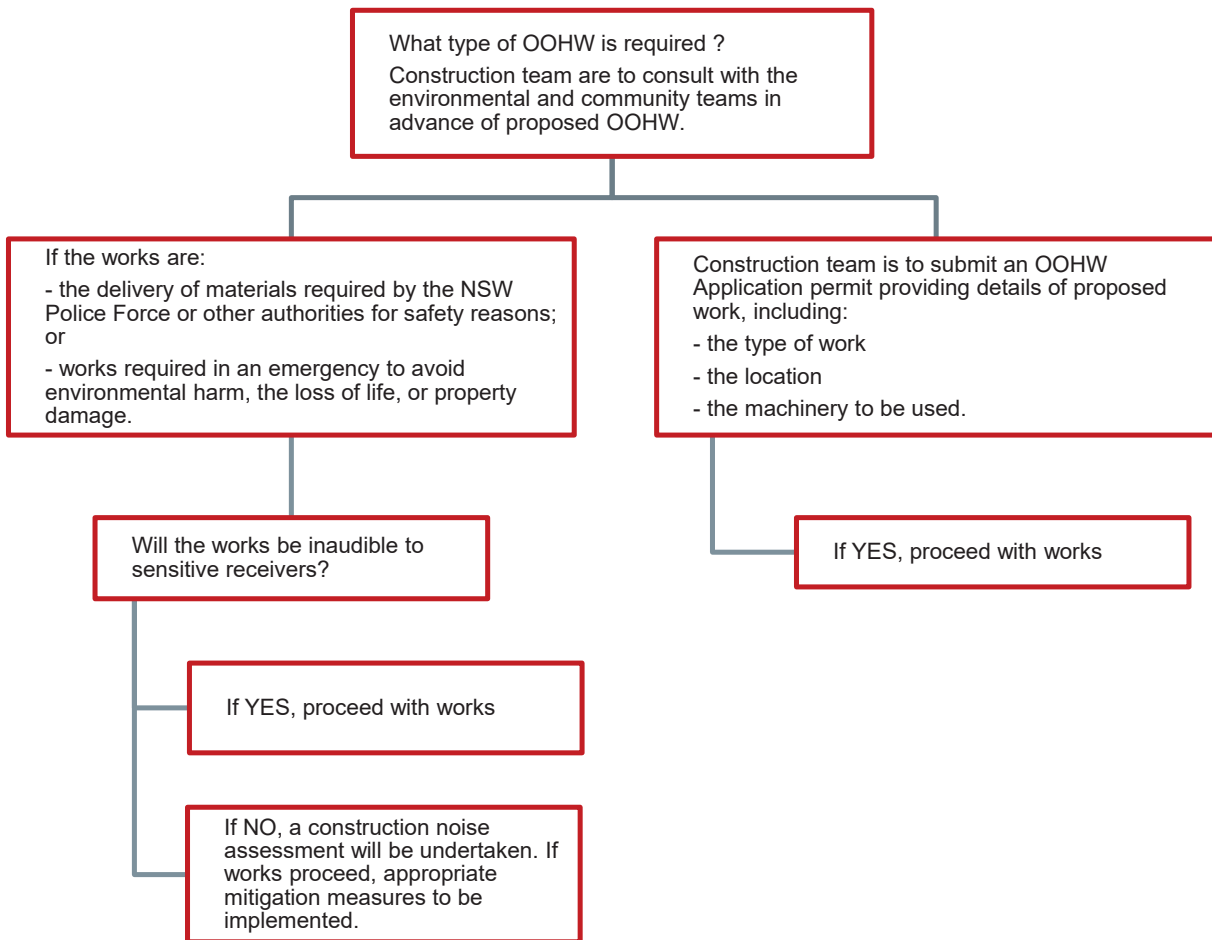 What type of OOHW is required ?
Construction team are to consult with the
environmental and community teams in
advance of proposed OOHW.
If the works are:
- the delivery of materials required by the NSW
Police Force or other authorities for safety reasons;
or
- works required in an emergency to avoid
environmental harm, the loss of life, or property
damage.
Construction team is to submit an OOHW
Application permit providing details of proposed
work, including:
- the type of work
- the location
- the machinery to be used.
Will the works be inaudible to
sensitive receivers?
If YES, proceed with works
If YES, proceed with works
If NO, a construction noise
assessment will be undertaken. If
works proceed, appropriate
mitigation measures to be
implemented.